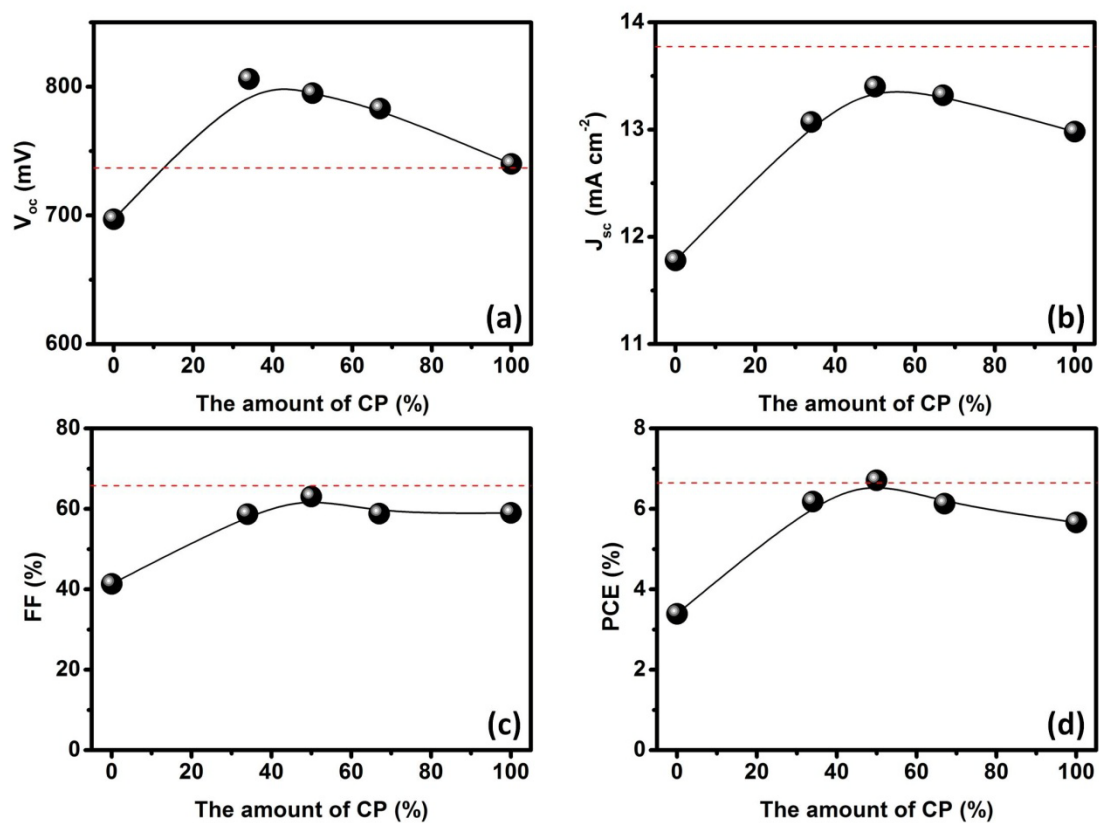 800
700
600
V_oc (mV)
0 20 40 60 80 100
The amount of CP (%)
(a)
14
13
12
11
J_sc (mA cm⁻²)
0 20 40 60 80 100
The amount of CP (%)
(b)
80
60
40
20
0
FF (%)
0 20 40 60 80 100
The amount of CP (%)
(c)
8
6
4
2
0
PCE (%)
0 20 40 60 80 100
The amount of CP (%)
(d)